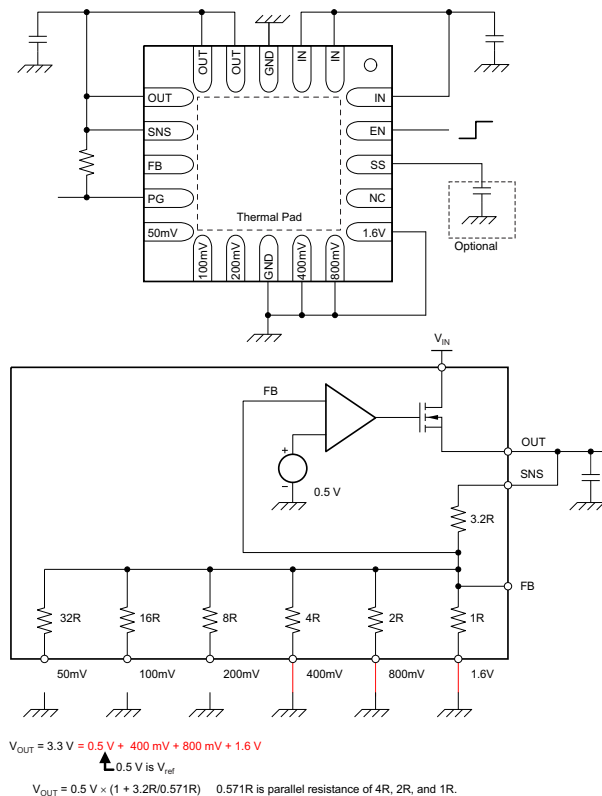 OUT
OUT
GND
IN
IN
OUT
IN
SNS
EN
FB
SS
PG
NC
50mV
1.6V
Thermal Pad
100mV
200mV
GND
400mV
800mV
Optional
VIN
FB
OUT
SNS
+
−
0.5 V
3.2R
FB
32R
16R
8R
4R
2R
1R
50mV
100mV
200mV
400mV
800mV
1.6V
VOUT = 3.3 V = 0.5 V + 400 mV + 800 mV + 1.6 V
0.5 V is Vref
VOUT = 0.5 V × (1 + 3.2R/0.571R) 0.571R is parallel resistance of 4R, 2R, and 1R.